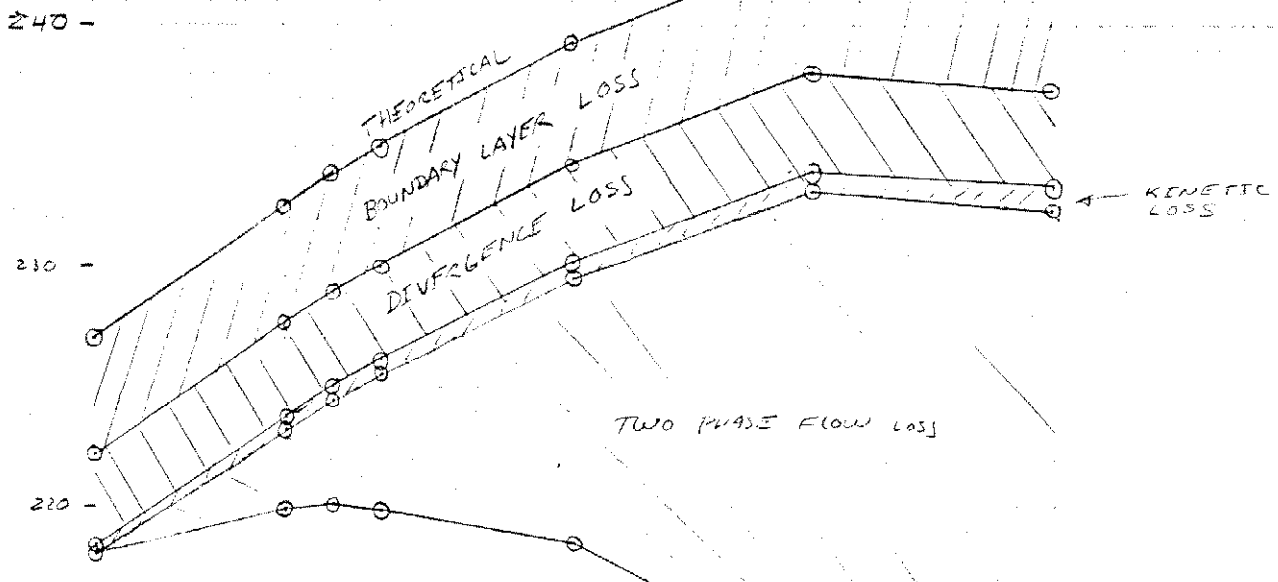 240
THEORETICAL
BOUNDARY LAYER LOSS
DIVERGENCE LOSS
KINETIC
LOSS
230
TWO PHASE FLOW LOSS
220